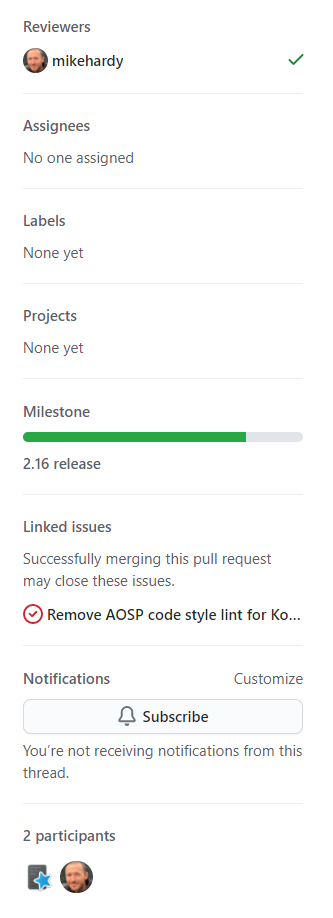 Reviewers
mikehardy
Assignees
No one assigned
Labels
None yet
Projects
None yet
Milestone
2.16 release
Linked issues
Successfully merging this pull request
may close these issues.
Remove AOSP code style lint for Ko...
Notifications Customize
Subscribe
You're not receiving notifications from this
thread.
2 participants